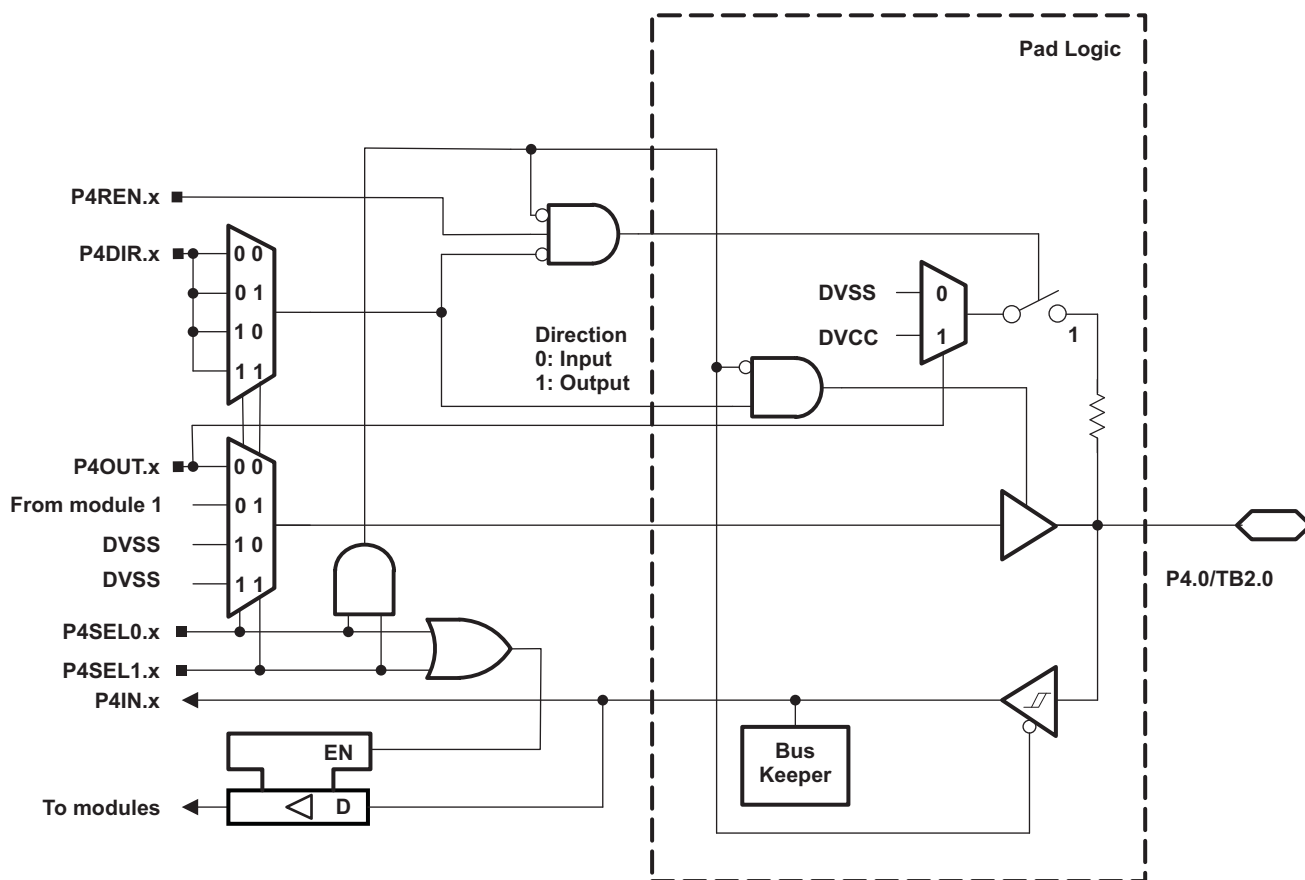 Pad Logic
P4REN.x
P4DIR.x
0 0
0 1
1 0
1 1
DVSS
0
DVCC
1
1
Direction
0: Input
1: Output
P4OUT.x
0 0
From module 1
0 1
DVSS
1 0
DVSS
1 1
P4.0/TB2.0
P4SEL0.x
P4SEL1.x
P4IN.x
EN
Bus
Keeper
To modules
D